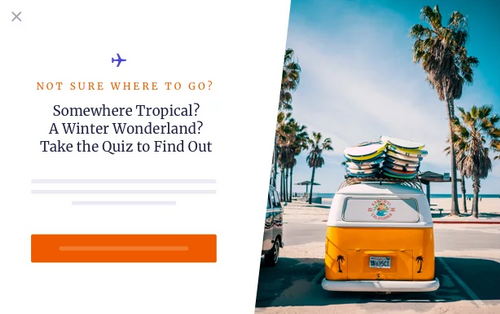 NOT SURE WHERE TO GO?
Somewhere Tropical?
A Winter Wonderland?
Take the Quiz to Find Out